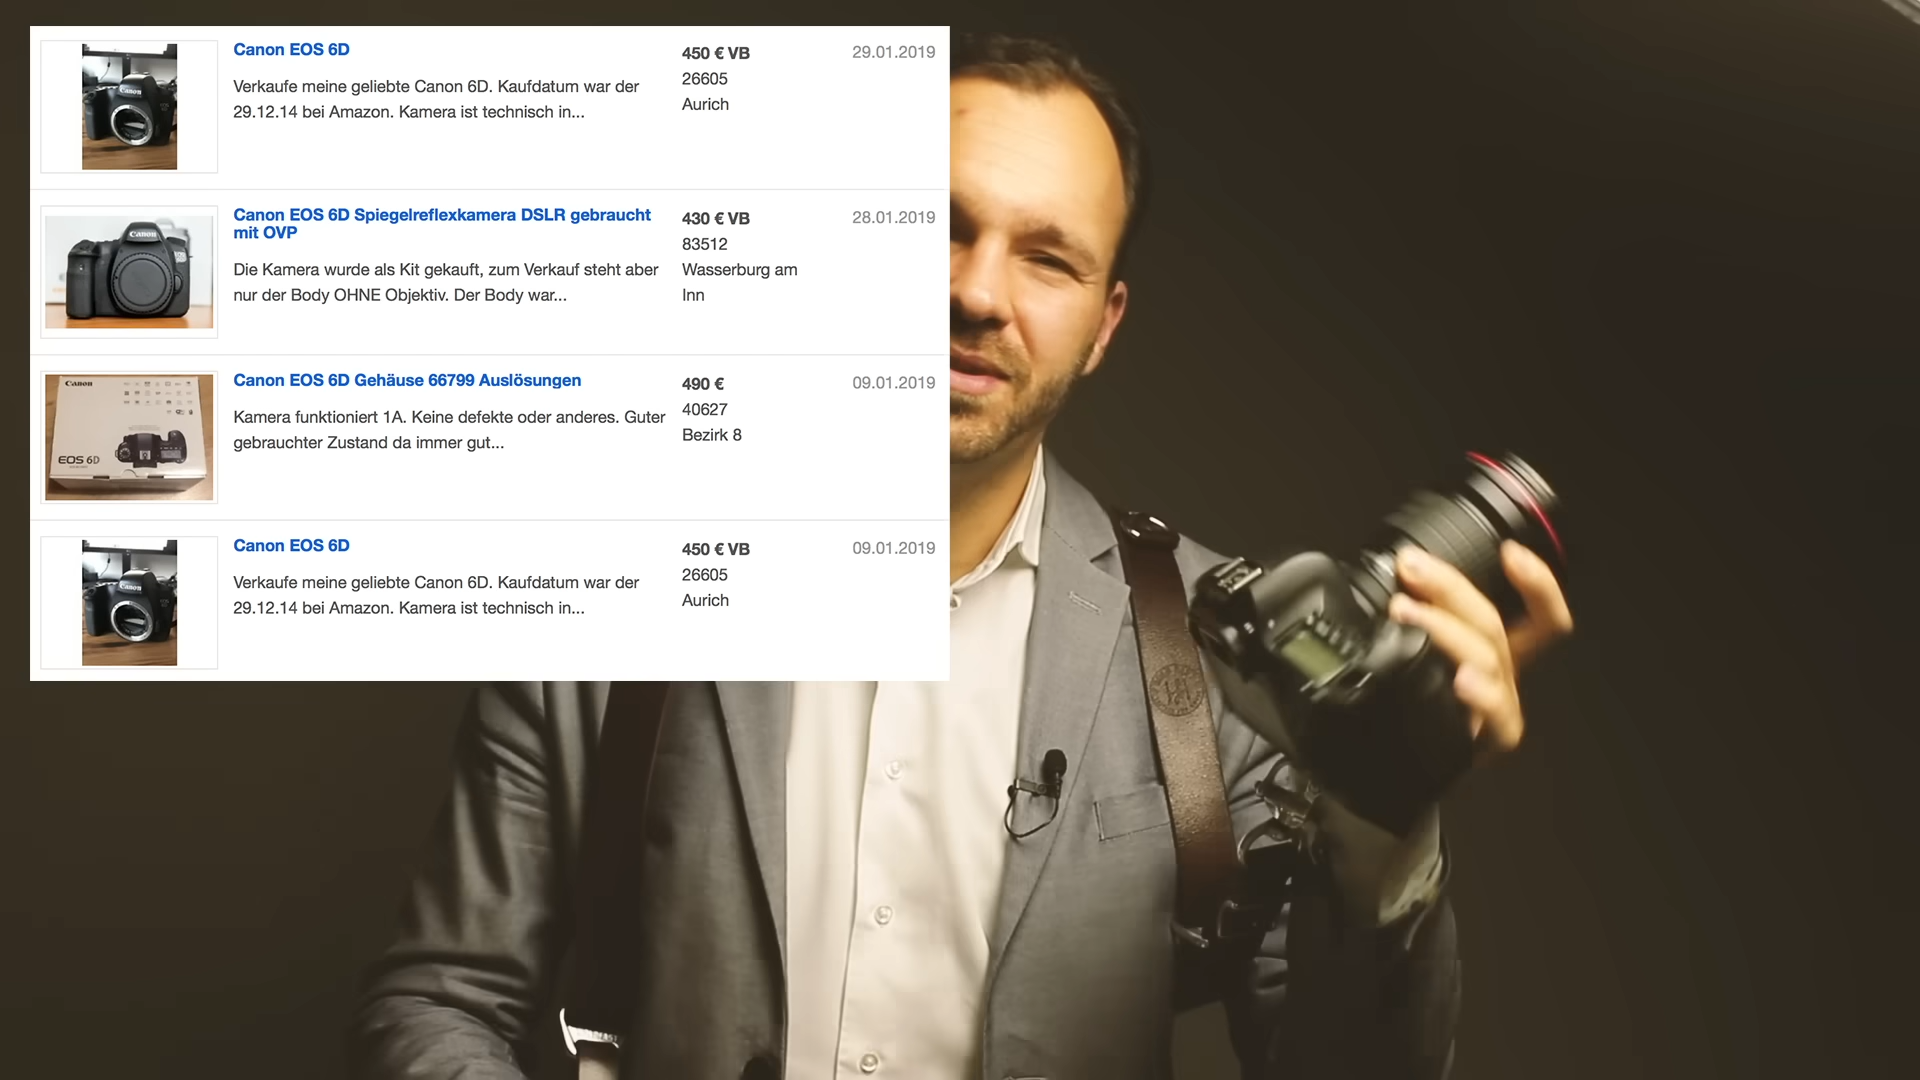 Canon EOS 6D
Verkaufe meine geliebte Canon 6D. Kaufdatum war der
29.12.14 bei Amazon. Kamera ist technisch in...
450 € VB
26605
Aurich
29.01.2019
Canon
Canon EOS 6D Spiegelreflexkamera DSLR gebraucht
mit OVP
Die Kamera wurde als Kit gekauft, zum Verkauf steht aber
nur der Body OHNE Objektiv. Der Body war...
430 € VB
83512
Wasserburg am
Inn
28.01.2019
Canon
Canon EOS 6D Gehäuse 66799 Auslösungen
Kamera funktioniert 1A. Keine defekte oder anderes. Guter
gebrauchter Zustand da immer gut...
490 €
40627
Bezirk 8
09.01.2019
Canon
EOS 6D
Canon EOS 6D
Verkaufe meine geliebte Canon 6D. Kaufdatum war der
29.12.14 bei Amazon. Kamera ist technisch in...
450 € VB
26605
Aurich
09.01.2019
Canon